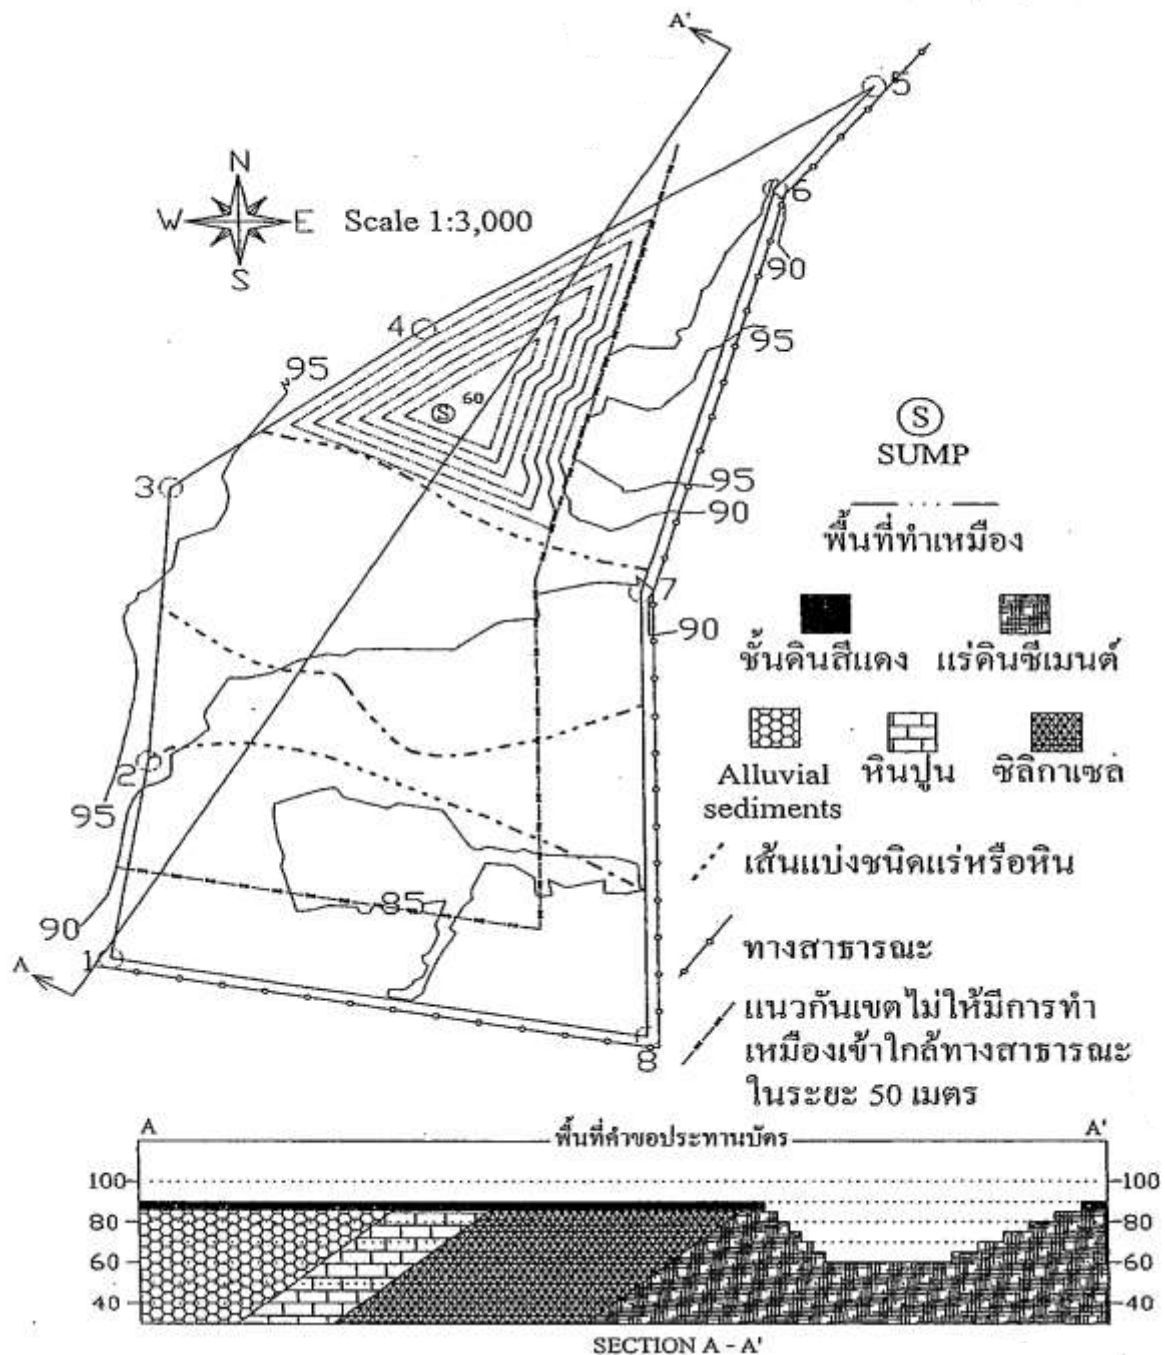 A'
5
N
W E
S
Scale 1:3,000
6
90
4
95
95
60
S
S
SUMP
3
95
90
พื้นที่ทำเหมือง
7
90
ชั้นดินสีแดง แร่ดินซีเมนต์
2
95
Alluvial
sediments
หินปูน
ซิลิกาเชล
เส้นแบ่งชนิดแร่หรือหิน
85
90
1
A
ทางสาธารณะ
8
แนวกันเขตไม่ให้มีการทำ
เหมืองเข้าใกล้ทางสาธารณะ
ในระยะ 50 เมตร
A
พื้นที่คำขอประทานบัตร
A'
100
100
80
80
60
60
40
40
SECTION A - A'